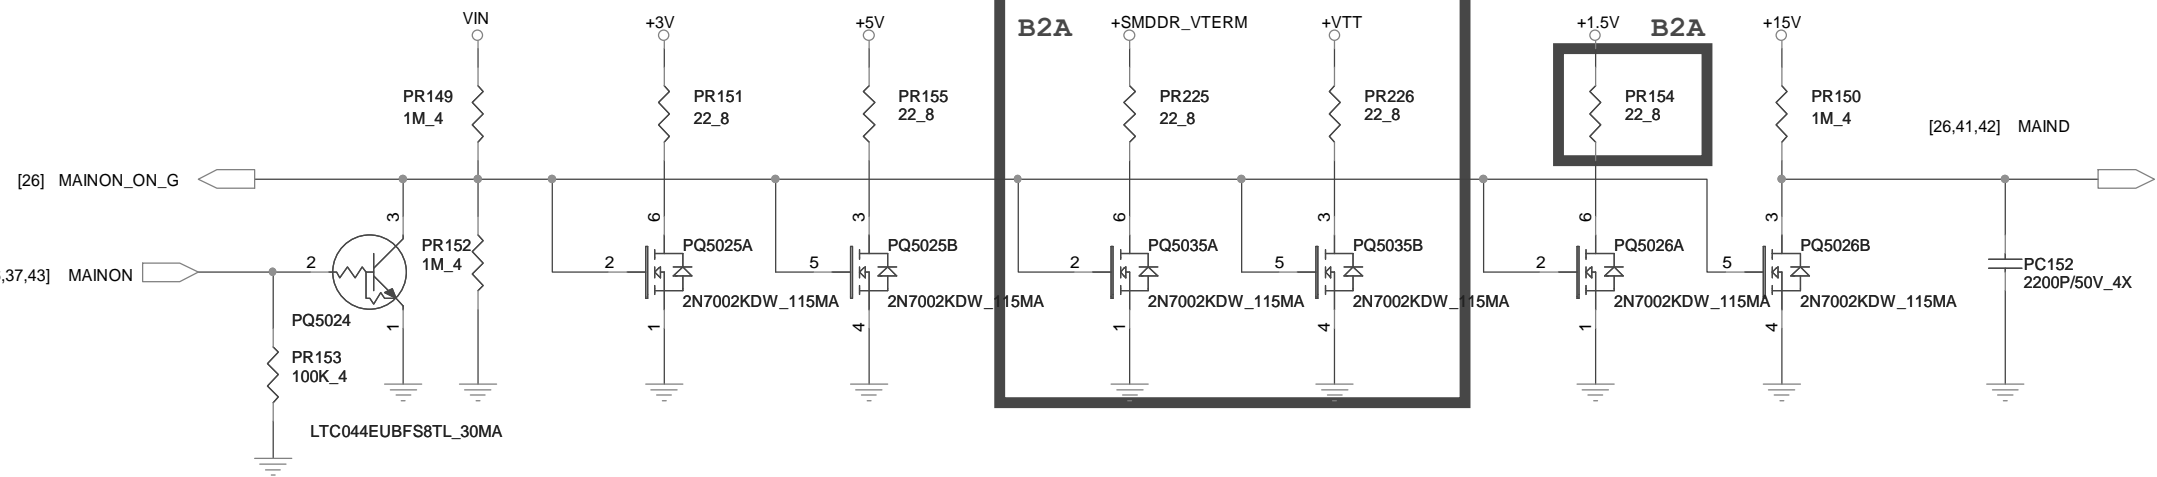 VIN
+3V
+5V
B2A
+SMDDR_VTERM
+VTT
+1.5V
B2A
+15V
PR149
1M_4
PR151
22_8
PR155
22_8
PR225
22_8
PR226
22_8
PR154
22_8
PR150
1M_4
[26,41,42] MAIND
[26] MAINON_ON_G
3
6
3
6
3
6
3
PR152
1M_4
PQ5025A
PQ5025B
PQ5035A
PQ5035B
PQ5026A
PQ5026B
,37,43] MAINON
2
2
5
2
5
2
5
PC152
2200P/50V_4X
2N7002KDW_115MA
2N7002KDW_115MA
2N7002KDW_115MA
2N7002KDW_115MA
2N7002KDW_115MA
2N7002KDW_115MA
PQ5024
1
1
4
1
4
1
4
PR153
100K_4
LTC044EUBFS8TL_30MA